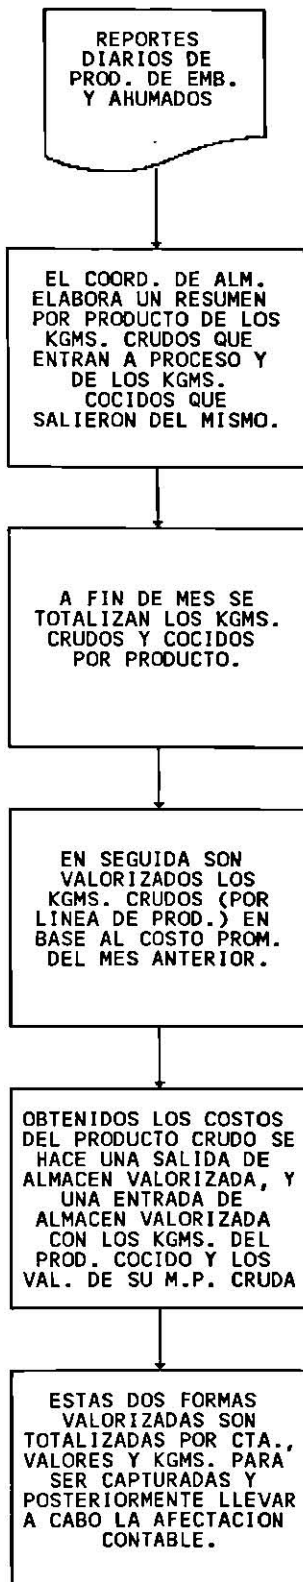 REPORTES
DIARIOS DE
PROD. DE EMB.
Y AHUMADOS
EL COORD. DE ALM.
ELABORA UN RESUMEN
POR PRODUCTO DE LOS
KGMS. CRUDOS QUE
ENTRAN A PROCESO Y
DE LOS KGMS.
COCIDOS QUE
SALIERON DEL MISMO.
A FIN DE MES SE
TOTALIZAN LOS KGMS.
CRUDOS Y COCIDOS
POR PRODUCTO.
EN SEGUIDA SON
VALORIZADOS LOS
KGMS. CRUDOS (POR
LINEA DE PROD.) EN
BASE AL COSTO PROM.
DEL MES ANTERIOR.
OBTENIDOS LOS COSTOS
DEL PRODUCTO CRUDO SE
HACE UNA SALIDA DE
ALMACEN VALORIZADA, Y
UNA ENTRADA DE
ALMACEN VALORIZADA
CON LOS KGMS. DEL
PROD. COCIDO Y LOS
VAL. DE SU M.P. CRUDA
ESTAS DOS FORMAS
VALORIZADAS SON
TOTALIZADAS POR CTA.,
VALORES Y KGMS. PARA
SER CAPTURADAS Y
POSTERIORMENTE LLEVAR
A CABO LA AFECTACION
CONTABLE.